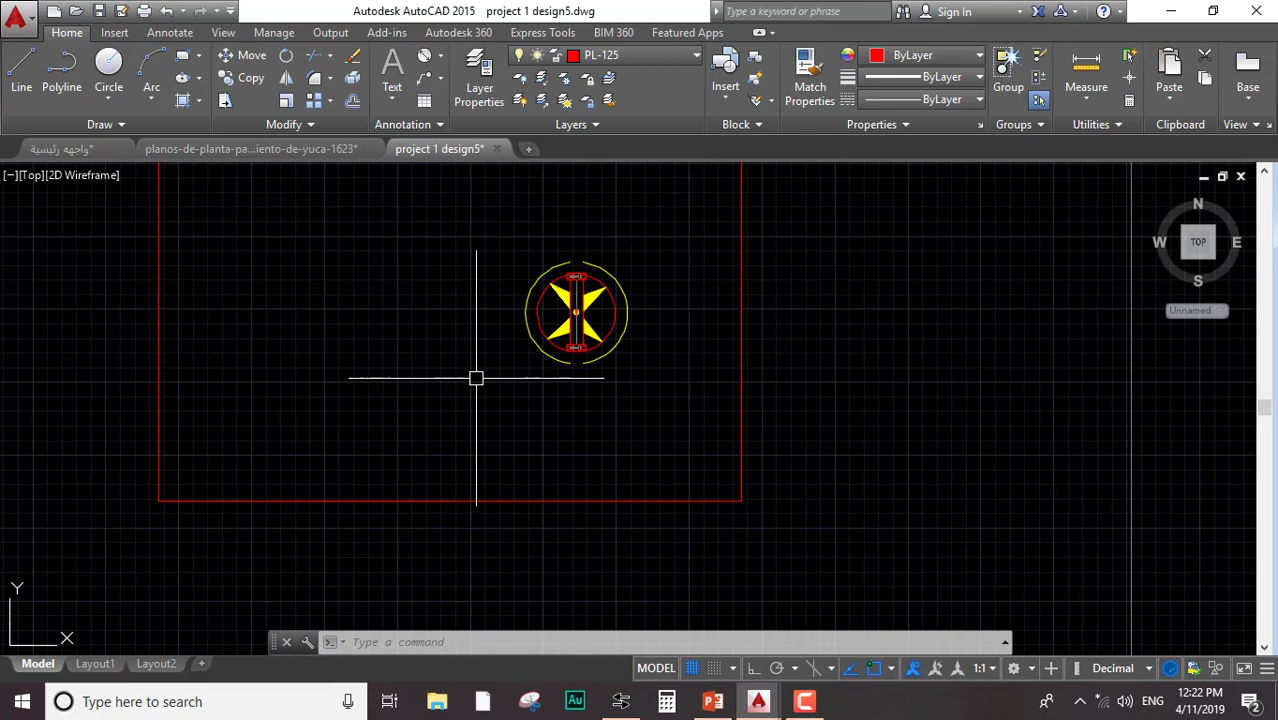 Autodesk AutoCAD 2015 project 1 design5.dwg
Type a keyword or phrase
Sign In
Home Insert Annotate View Manage Output Add-ins Autodesk 360 Express Tools BIM 360 Featured Apps
Line Polyline Circle Arc
Move
Copy
Text
Layer
Properties
PL-125
Insert
Match
Properties
ByLayer
ByLayer
ByLayer
Group
Measure
Paste
Base
Draw Modify Annotation Layers Block Properties Groups Utilities Clipboard View
واجهه رئيسية*
planos-de-planta-pa...iento-de-yuca-1623*
project 1 design5*
[−][Top][2D Wireframe]
N
W TOP E
S
Unnamed
Y
X
Type a command
Model Layout1 Layout2
MODEL 1:1 Decimal
Type here to search
Au
ENG
12:22 PM
4/11/2019
2